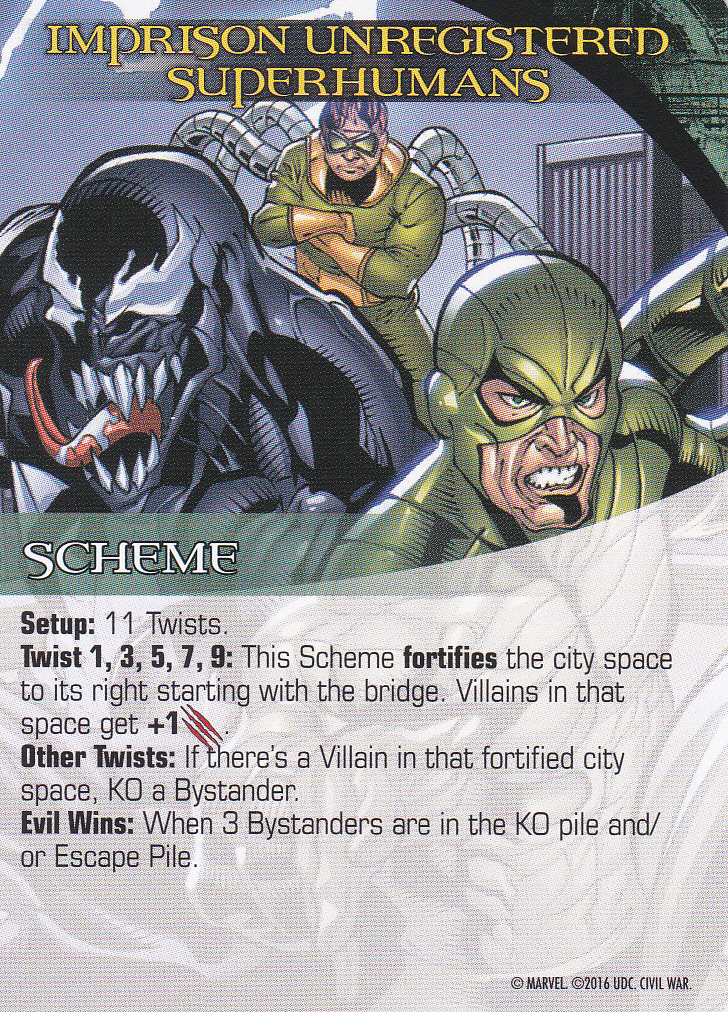 IMPRISON UNREGISTERED
SUPERHUMANS
SCHEME
Setup: 11 Twists.
Twist 1, 3, 5, 7, 9: This Scheme fortifies the city space
to its right starting with the bridge. Villains in that
space get +1 .
Other Twists: If there's a Villain in that fortified city
space, KO a Bystander.
Evil Wins: When 3 Bystanders are in the KO pile and/
or Escape Pile.
© MARVEL. ©2016 UDC. CIVIL WAR.